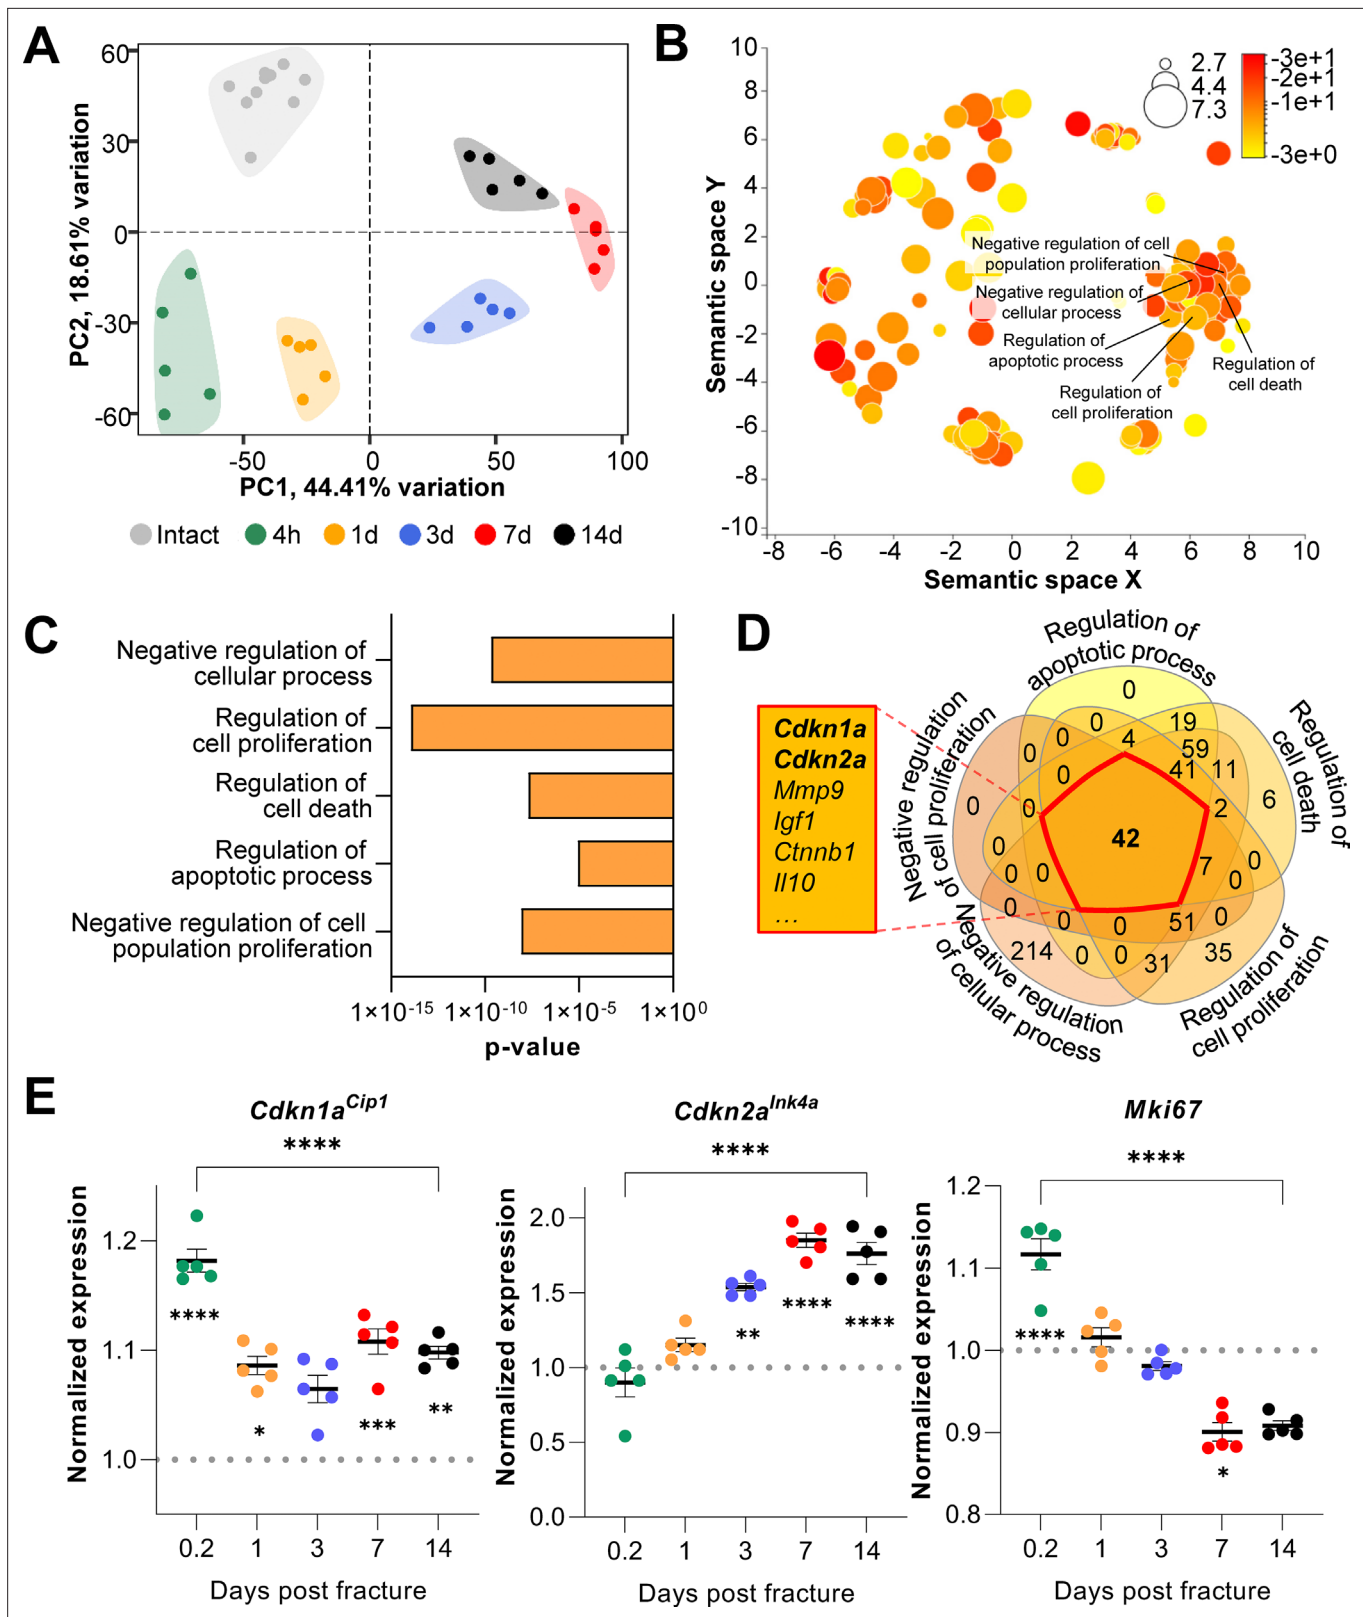 A
60
30
0
-30
-60
PC2, 18.61% variation
-50
0
50
100
PC1, 44.41% variation
Intact
4h
1d
3d
7d
14d
B
10
8
6
4
2
0
-2
-4
-6
-8
-10
Semantic space Y
2.7
4.4
7.3
-3e+1
-2e+1
-1e+1
-3e+0
Negative regulation of cell
population proliferation
Negative regulation of
cellular process
Regulation of
apoptotic process
Regulation of
cell proliferation
Regulation of
cell death
-8
-6
-4
-2
0
2
4
6
8
10
Semantic space X
C
Negative regulation of
cellular process
Regulation of
cell proliferation
Regulation of
cell death
Regulation of
apoptotic process
Negative regulation of cell
population proliferation
1×10⁻¹⁵
1×10⁻¹⁰
1×10⁻⁵
1×10⁰
p-value
D
Regulation of
apoptotic process
Regulation of
cell death
Regulation of
cell proliferation
Negative regulation
of cellular process
Negative regulation
of cell proliferation
Cdkn1a
Cdkn2a
Mmp9
Igf1
Ctnnb1
Il10
...
0
0
19
0
4
59
0
41
11
0
0
0
2
6
42
0
7
0
0
0
0
0
0
0
51
0
214
0
0
31
35
E
Cdkn1a^Cip1
****
Normalized expression
1.2
1.1
1.0
****
*
***
**
0.2
1
3
7
14
Days post fracture
Cdkn2a^Ink4a
****
Normalized expression
2.0
1.5
1.0
0.5
0.0
**
****
****
0.2
1
3
7
14
Days post fracture
Mki67
****
Normalized expression
1.2
1.1
1.0
0.9
0.8
****
*
0.2
1
3
7
14
Days post fracture